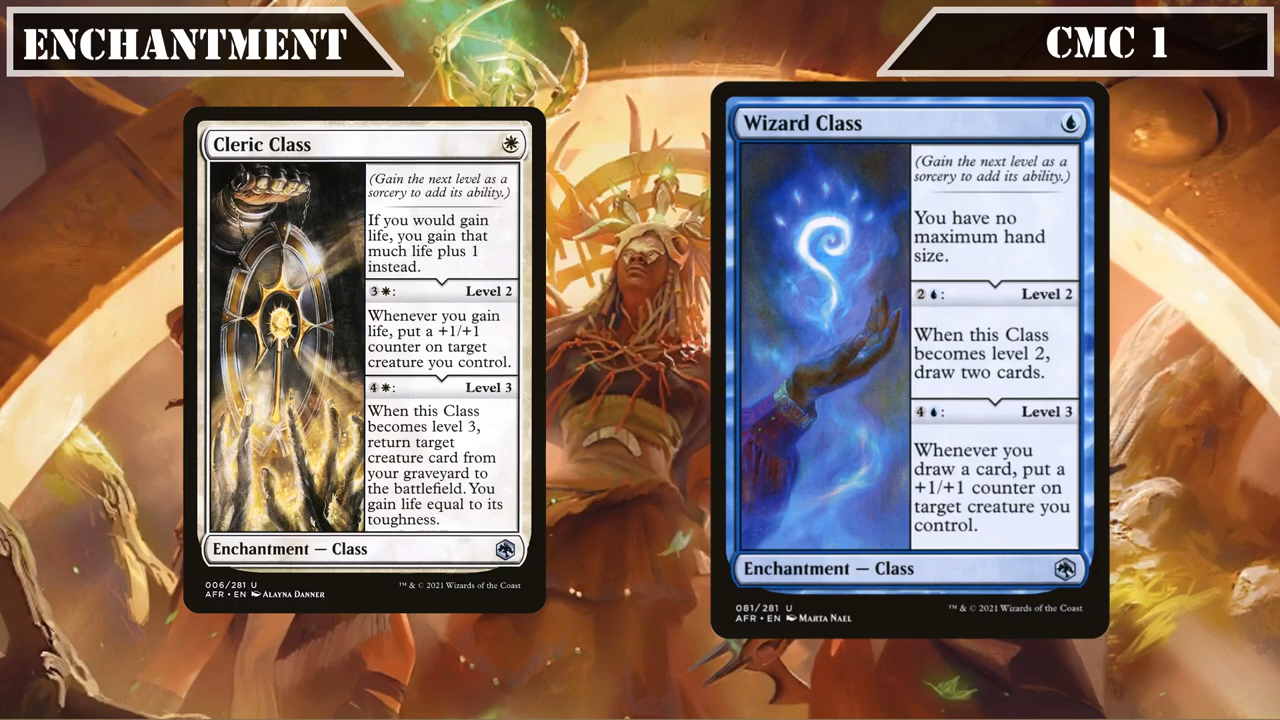 ENCHANTMENT
CMC 1
Cleric Class
(Gain the next level as a
sorcery to add its ability.)
If you would gain
life, you gain that
much life plus 1
instead.
3 : Level 2
Whenever you gain
life, put a +1/+1
counter on target
creature you control.
4 : Level 3
When this Class
becomes level 3,
return target
creature card from
your graveyard to
the battlefield. You
gain life equal to its
toughness.
Enchantment — Class
006/281 U
AFR • EN ALAYNA DANNER
™ & © 2021 Wizards of the Coast
Wizard Class
(Gain the next level as a
sorcery to add its ability.)
You have no
maximum hand
size.
2 : Level 2
When this Class
becomes level 2,
draw two cards.
4 : Level 3
Whenever you
draw a card, put a
+1/+1 counter on
target creature you
control.
Enchantment — Class
081/281 U
AFR • EN MARTA NAEL
™ & © 2021 Wizards of the Coast